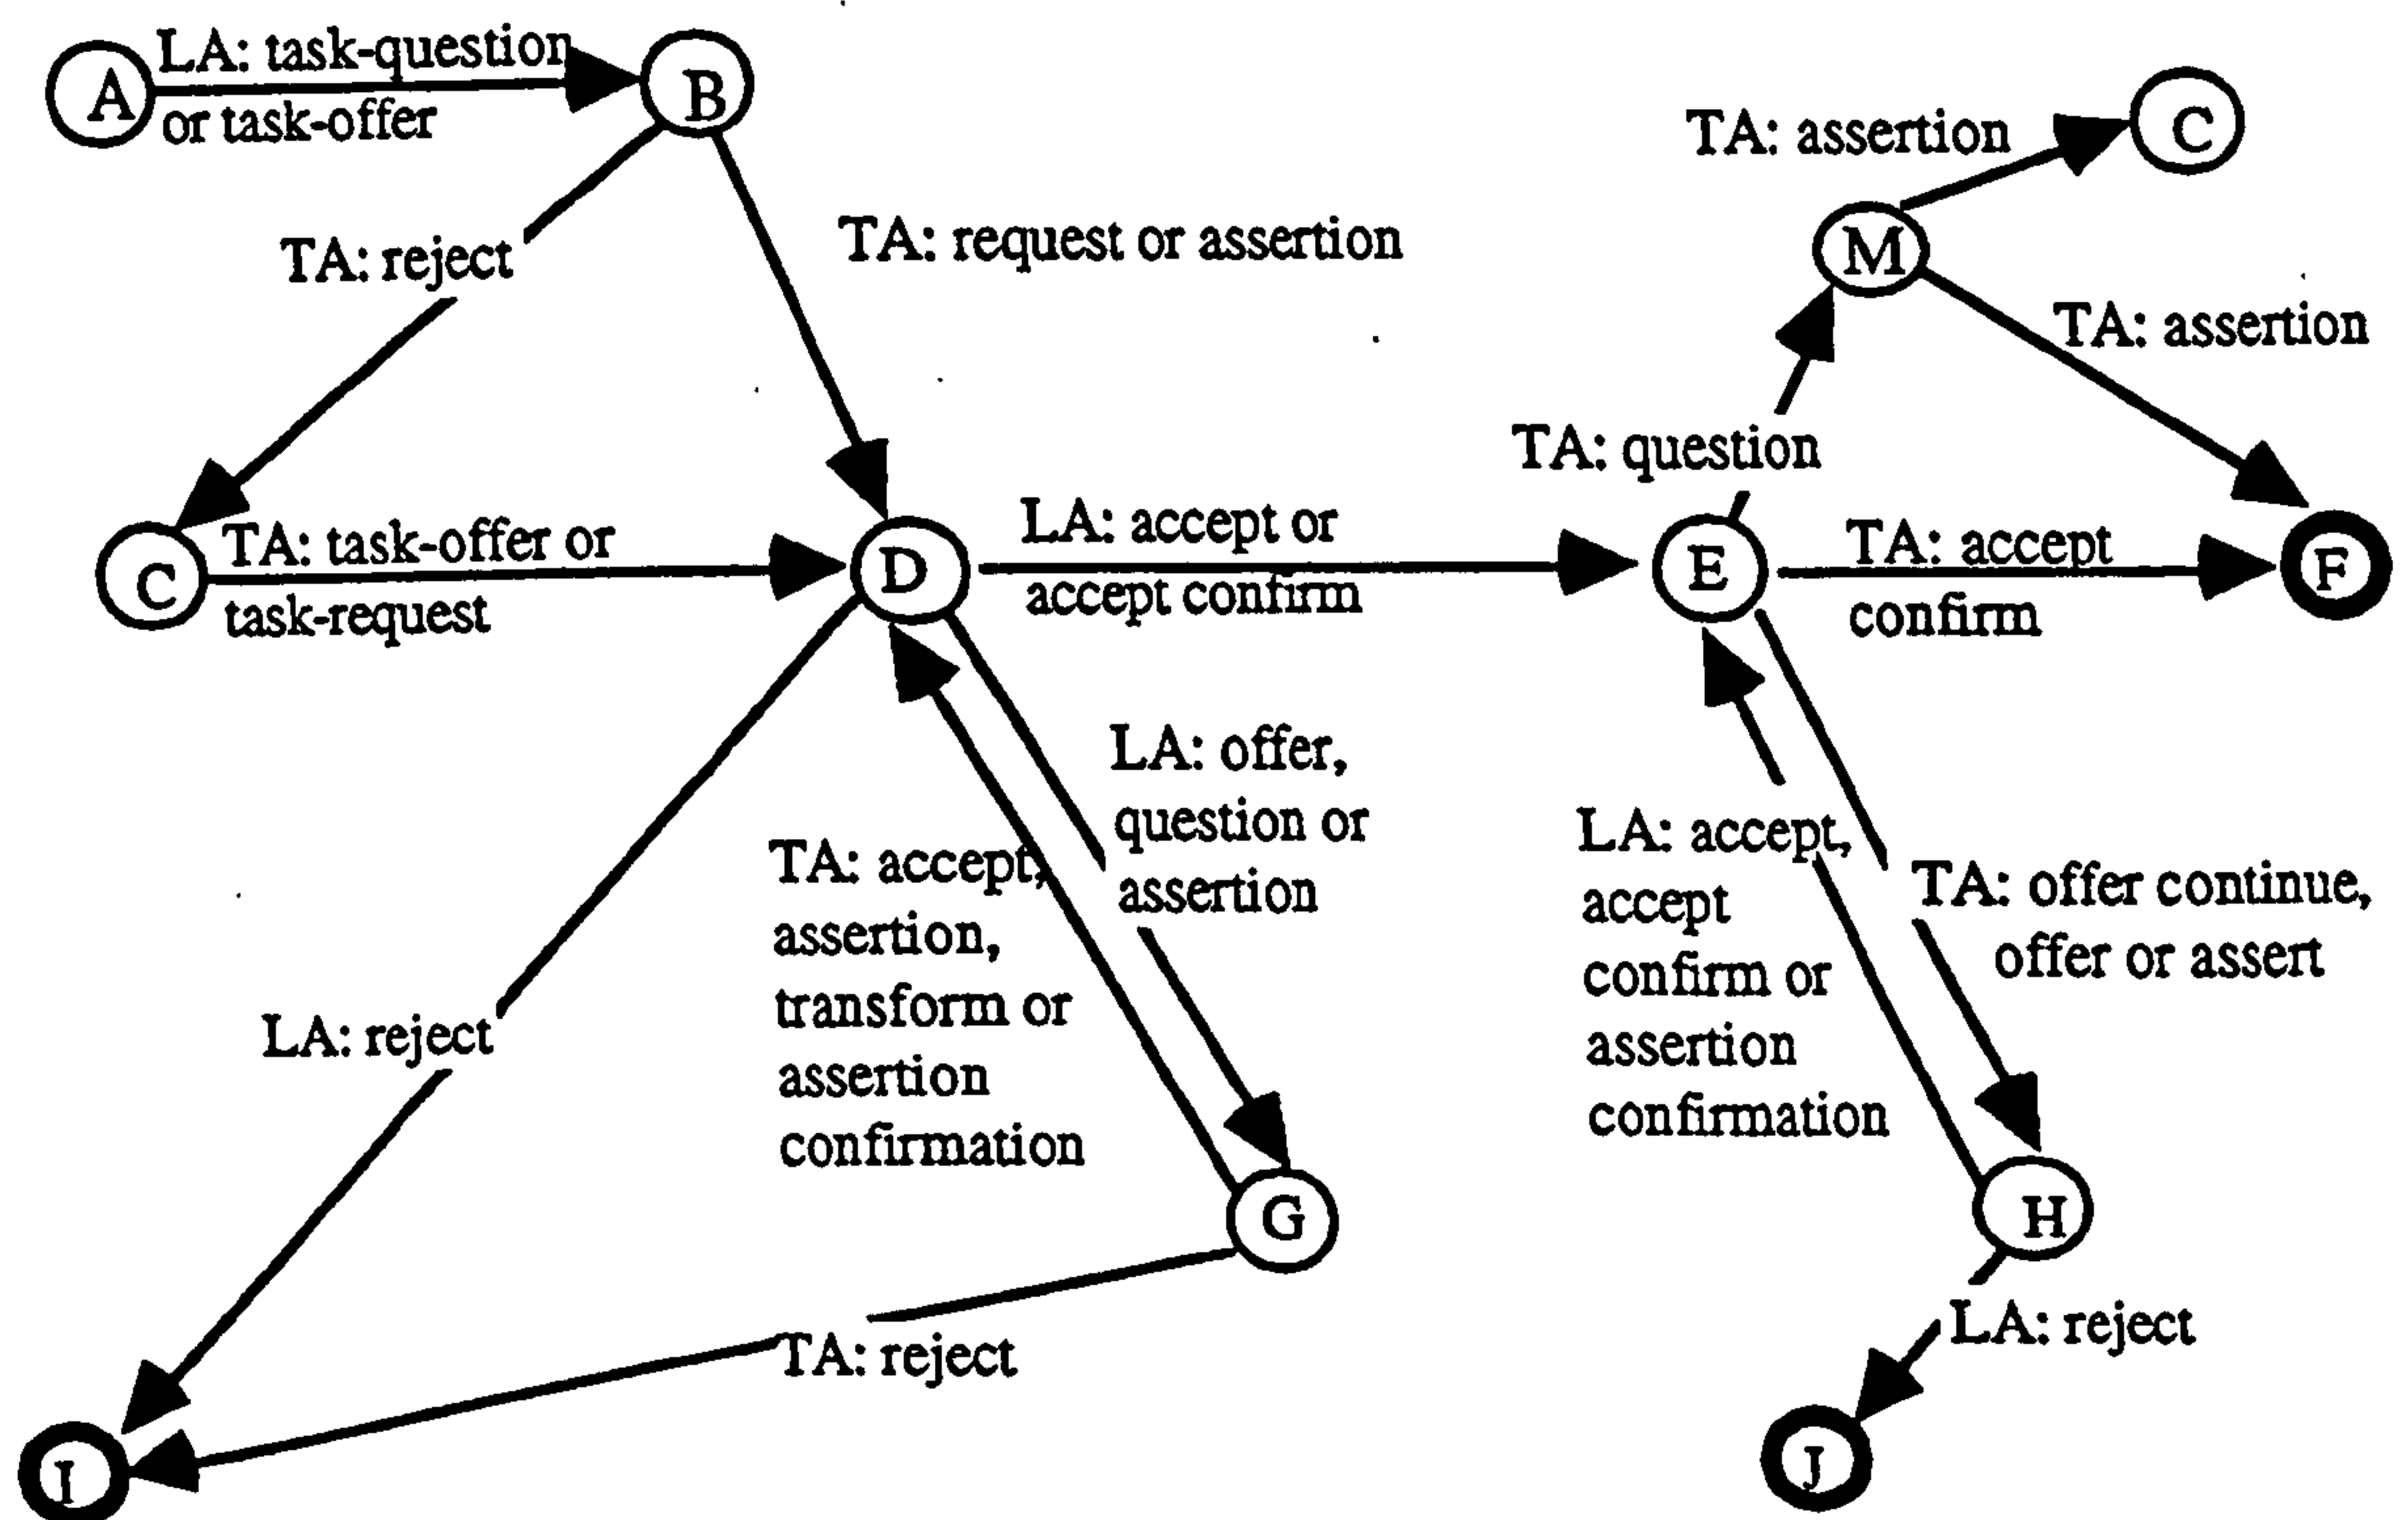 A
LA: task-question
or task-offer
B
C
TA: assertion
M
TA: reject
TA: request or assertion
TA: assertion
TA: question
C
TA: task-offer or
task-request
D
LA: accept or
accept confirm
E
TA: accept
confirm
F
LA: offer,
question or
assertion
TA: accept,
assertion,
transform or
assertion
confirmation
LA: accept,
accept
confirm or
assertion
confirmation
TA: offer continue,
offer or assert
LA: reject
G
H
TA: reject
LA: reject
I
J